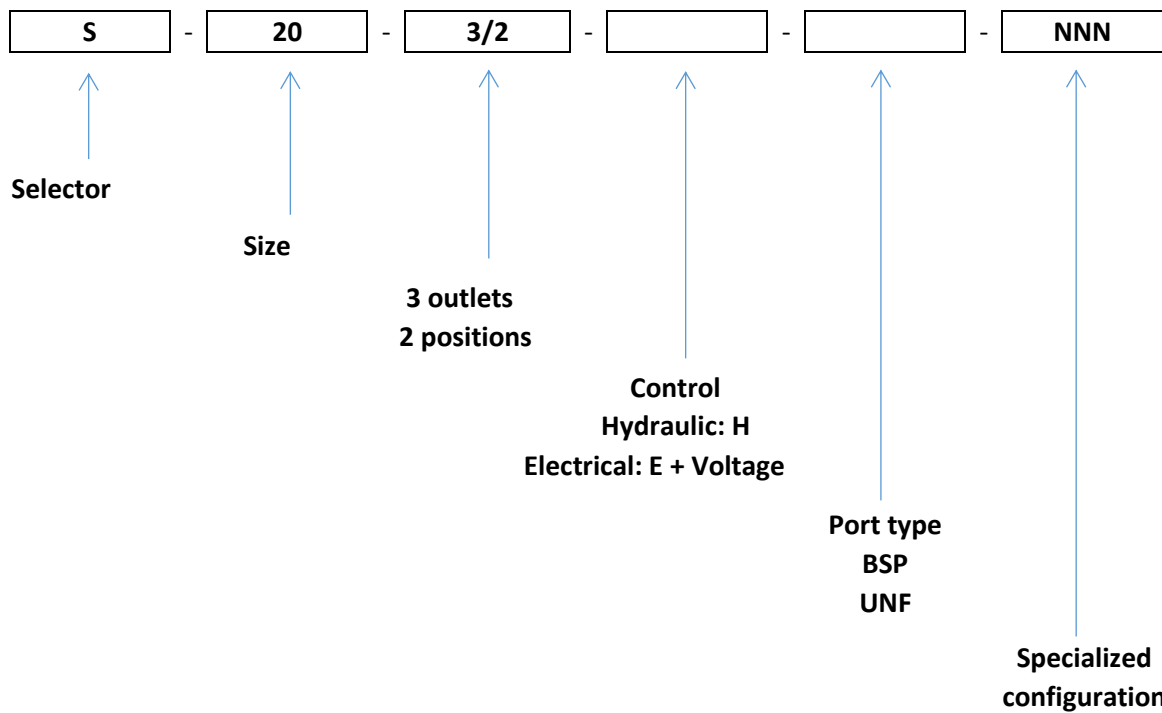 S - 20 - 3/2 - - - NNN
Selector
Size
3 outlets
2 positions
Control
Hydraulic: H
Electrical: E + Voltage
Port type
BSP
UNF
Specialized
configuration